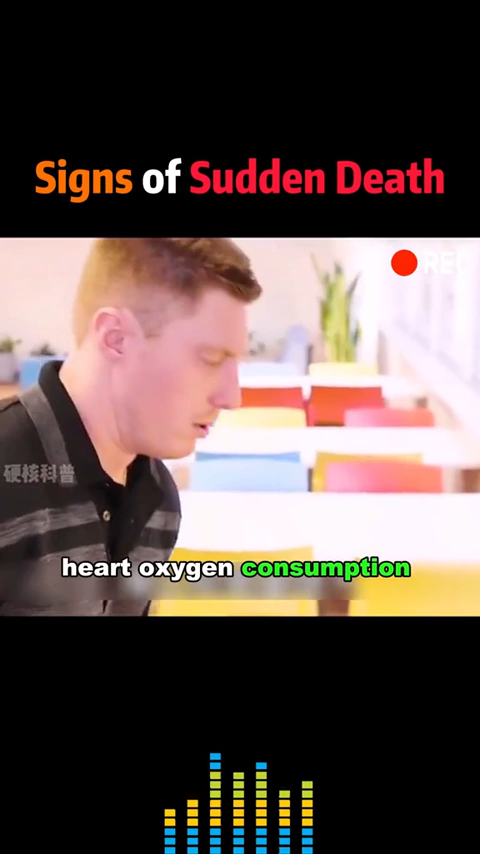 Signs of Sudden Death
REC
硬核科普
heart oxygen consumption